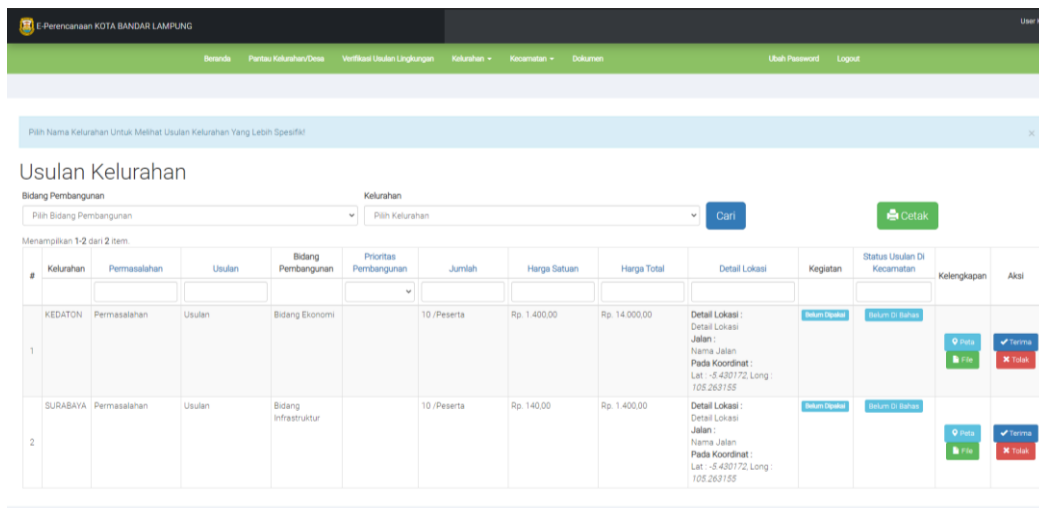 E-Perencanaan KOTA BANDAR LAMPUNG
User
Beranda Pantau Kelurahan/Desa Verifikasi Usulan Lingkungan Kelurahan Kecamatan Dokumen Ubah Password Logout
Pilih Nama Kelurahan Untuk Melihat Usulan Kelurahan Yang Lebih Spesifik! ×
Usulan Kelurahan
Bidang Pembangunan Kelurahan
Pilih Bidang Pembangunan Pilih Kelurahan Cari Cetak
Menampilkan 1-2 dari 2 item.
# Kelurahan Permasalahan Usulan Bidang Pembangunan Prioritas Pembangunan Jumlah Harga Satuan Harga Total Detail Lokasi Kegiatan Status Usulan Di Kecamatan Kelengkapan Aksi
1 KEDATON Permasalahan Usulan Bidang Ekonomi 10 /Peserta Rp. 1.400,00 Rp. 14.000,00 Detail Lokasi : Belum Dipakai Belum Di Bahas
Detail Lokasi
Jalan :
Nama Jalan
Pada Koordinat :
Lat : -5.430172, Long :
105.263155
Peta Terima
File Tolak
2 SURABAYA Permasalahan Usulan Bidang Infrastruktur 10 /Peserta Rp. 140,00 Rp. 1.400,00 Detail Lokasi : Belum Dipakai Belum Di Bahas
Detail Lokasi
Jalan :
Nama Jalan
Pada Koordinat :
Lat : -5.430172, Long :
105.263155
Peta Terima
File Tolak